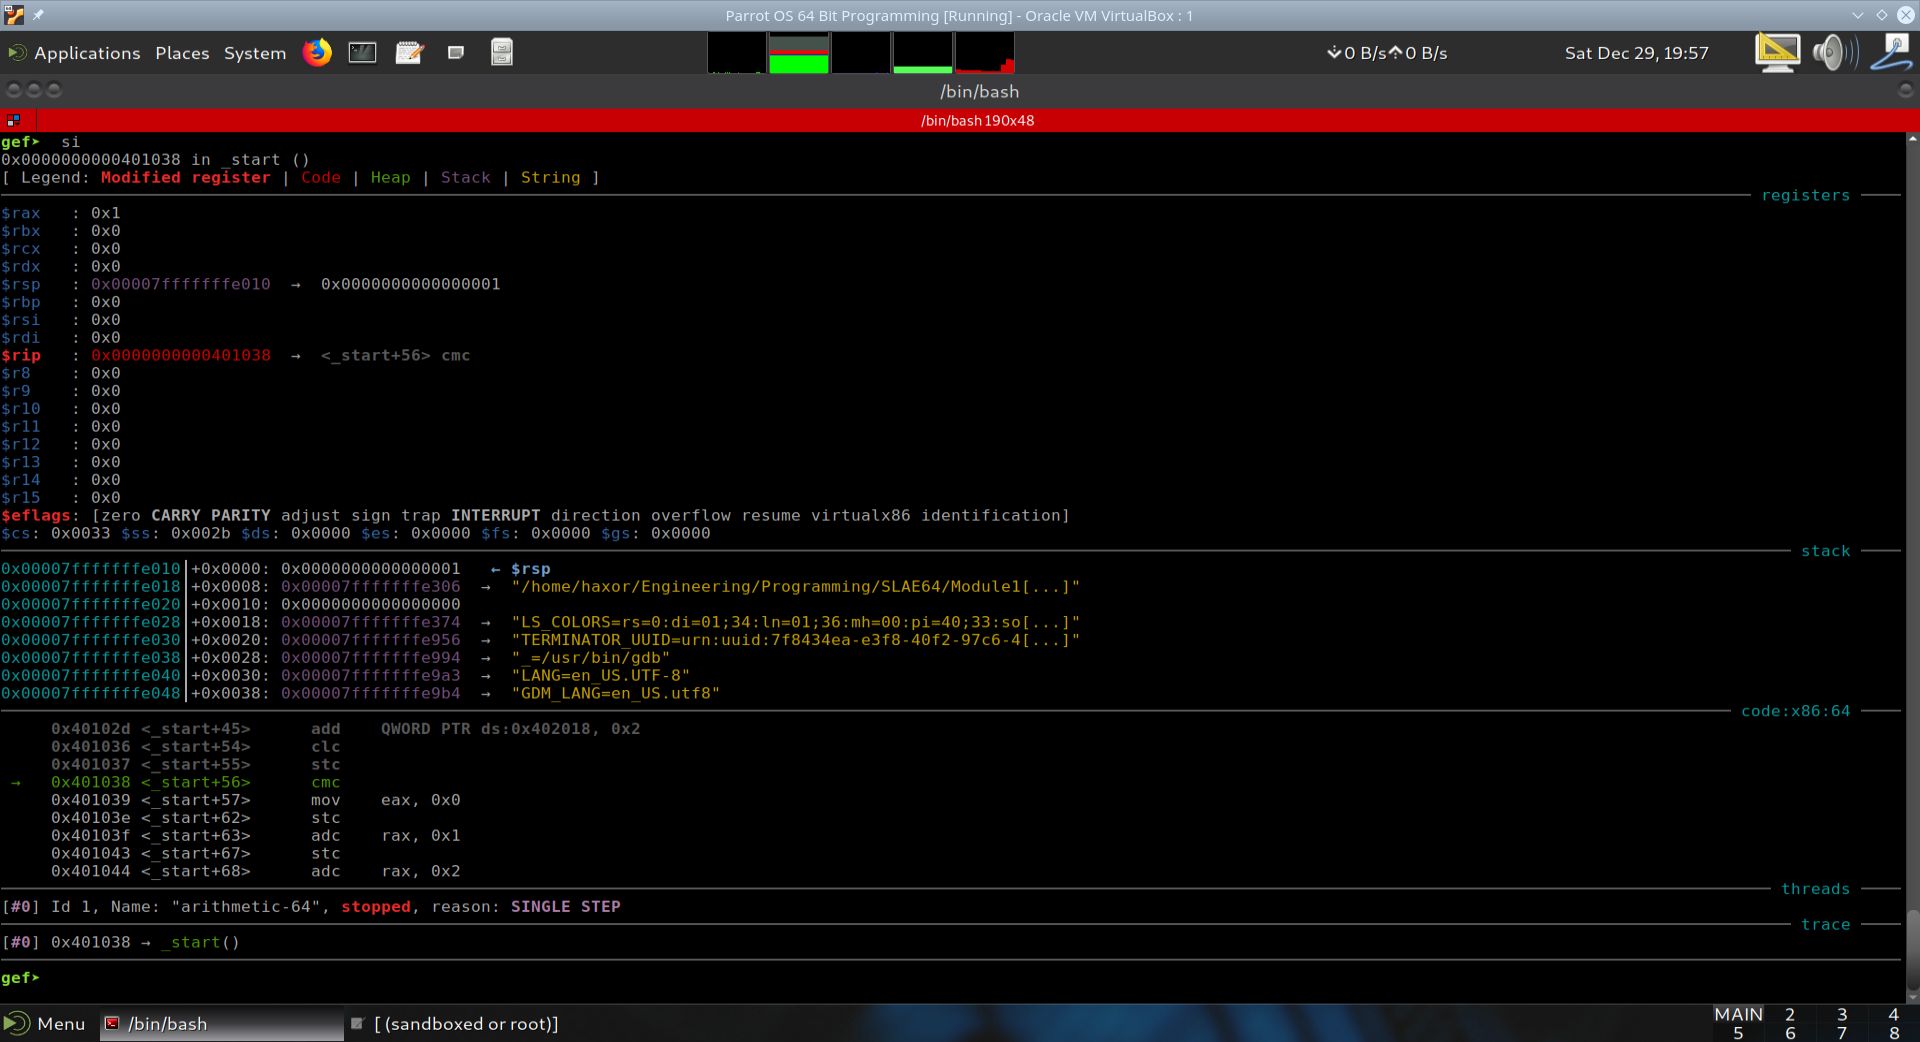 Parrot OS 64 Bit Programming [Running] - Oracle VM VirtualBox : 1
Applications Places System 0 B/s 0 B/s Sat Dec 29, 19:57
/bin/bash
/bin/bash 190x48
gef➤  si
0x0000000000401038 in _start ()
[ Legend: Modified register | Code | Heap | Stack | String ]
registers
$rax   : 0x1
$rbx   : 0x0
$rcx   : 0x0
$rdx   : 0x0
$rsp   : 0x00007fffffffe010  →  0x0000000000000001
$rbp   : 0x0
$rsi   : 0x0
$rdi   : 0x0
$rip   : 0x0000000000401038  →  <_start+56> cmc
$r8    : 0x0
$r9    : 0x0
$r10   : 0x0
$r11   : 0x0
$r12   : 0x0
$r13   : 0x0
$r14   : 0x0
$r15   : 0x0
$eflags: [zero CARRY PARITY adjust sign trap INTERRUPT direction overflow resume virtualx86 identification]
$cs: 0x0033 $ss: 0x002b $ds: 0x0000 $es: 0x0000 $fs: 0x0000 $gs: 0x0000
stack
0x00007fffffffe010│+0x0000: 0x0000000000000001   ← $rsp
0x00007fffffffe018│+0x0008: 0x00007fffffffe306  →  "/home/haxor/Engineering/Programming/SLAE64/Module1[...]"
0x00007fffffffe020│+0x0010: 0x0000000000000000
0x00007fffffffe028│+0x0018: 0x00007fffffffe374  →  "LS_COLORS=rs=0:di=01;34:ln=01;36:mh=00:pi=40;33:so[...]"
0x00007fffffffe030│+0x0020: 0x00007fffffffe956  →  "TERMINATOR_UUID=urn:uuid:7f8434ea-e3f8-40f2-97c6-4[...]"
0x00007fffffffe038│+0x0028: 0x00007fffffffe994  →  "_=/usr/bin/gdb"
0x00007fffffffe040│+0x0030: 0x00007fffffffe9a3  →  "LANG=en_US.UTF-8"
0x00007fffffffe048│+0x0038: 0x00007fffffffe9b4  →  "GDM_LANG=en_US.utf8"
code:x86:64
0x40102d <_start+45>      add    QWORD PTR ds:0x402018, 0x2
0x401036 <_start+54>      clc
0x401037 <_start+55>      stc
→   0x401038 <_start+56>      cmc
0x401039 <_start+57>      mov    eax, 0x0
0x40103e <_start+62>      stc
0x40103f <_start+63>      adc    rax, 0x1
0x401043 <_start+67>      stc
0x401044 <_start+68>      adc    rax, 0x2
threads
[#0] Id 1, Name: "arithmetic-64", stopped, reason: SINGLE STEP
trace
[#0] 0x401038 → _start()
gef➤
Menu /bin/bash [ (sandboxed or root)] MAIN 2 3 4
5 6 7 8